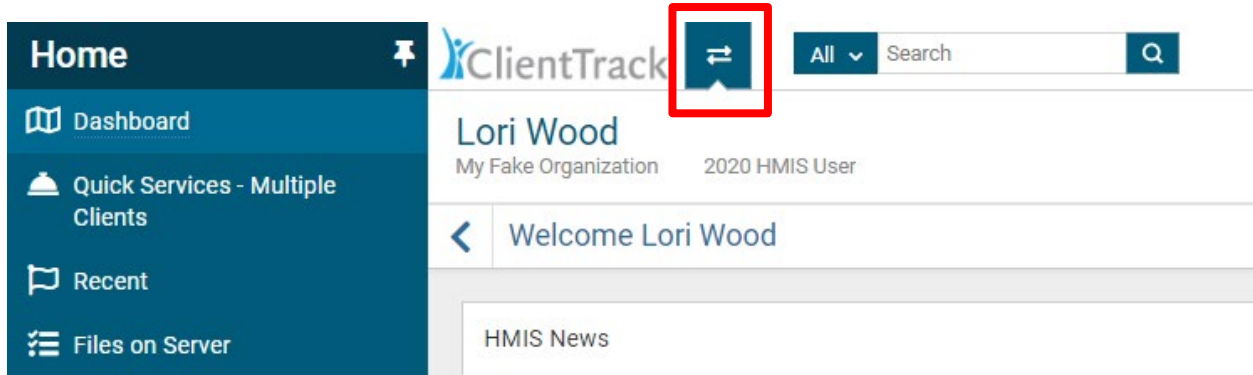 Home
Dashboard
Quick Services - Multiple
Clients
Recent
Files on Server
ClientTrack
All
Search
Lori Wood
My Fake Organization 2020 HMIS User
Welcome Lori Wood
HMIS News